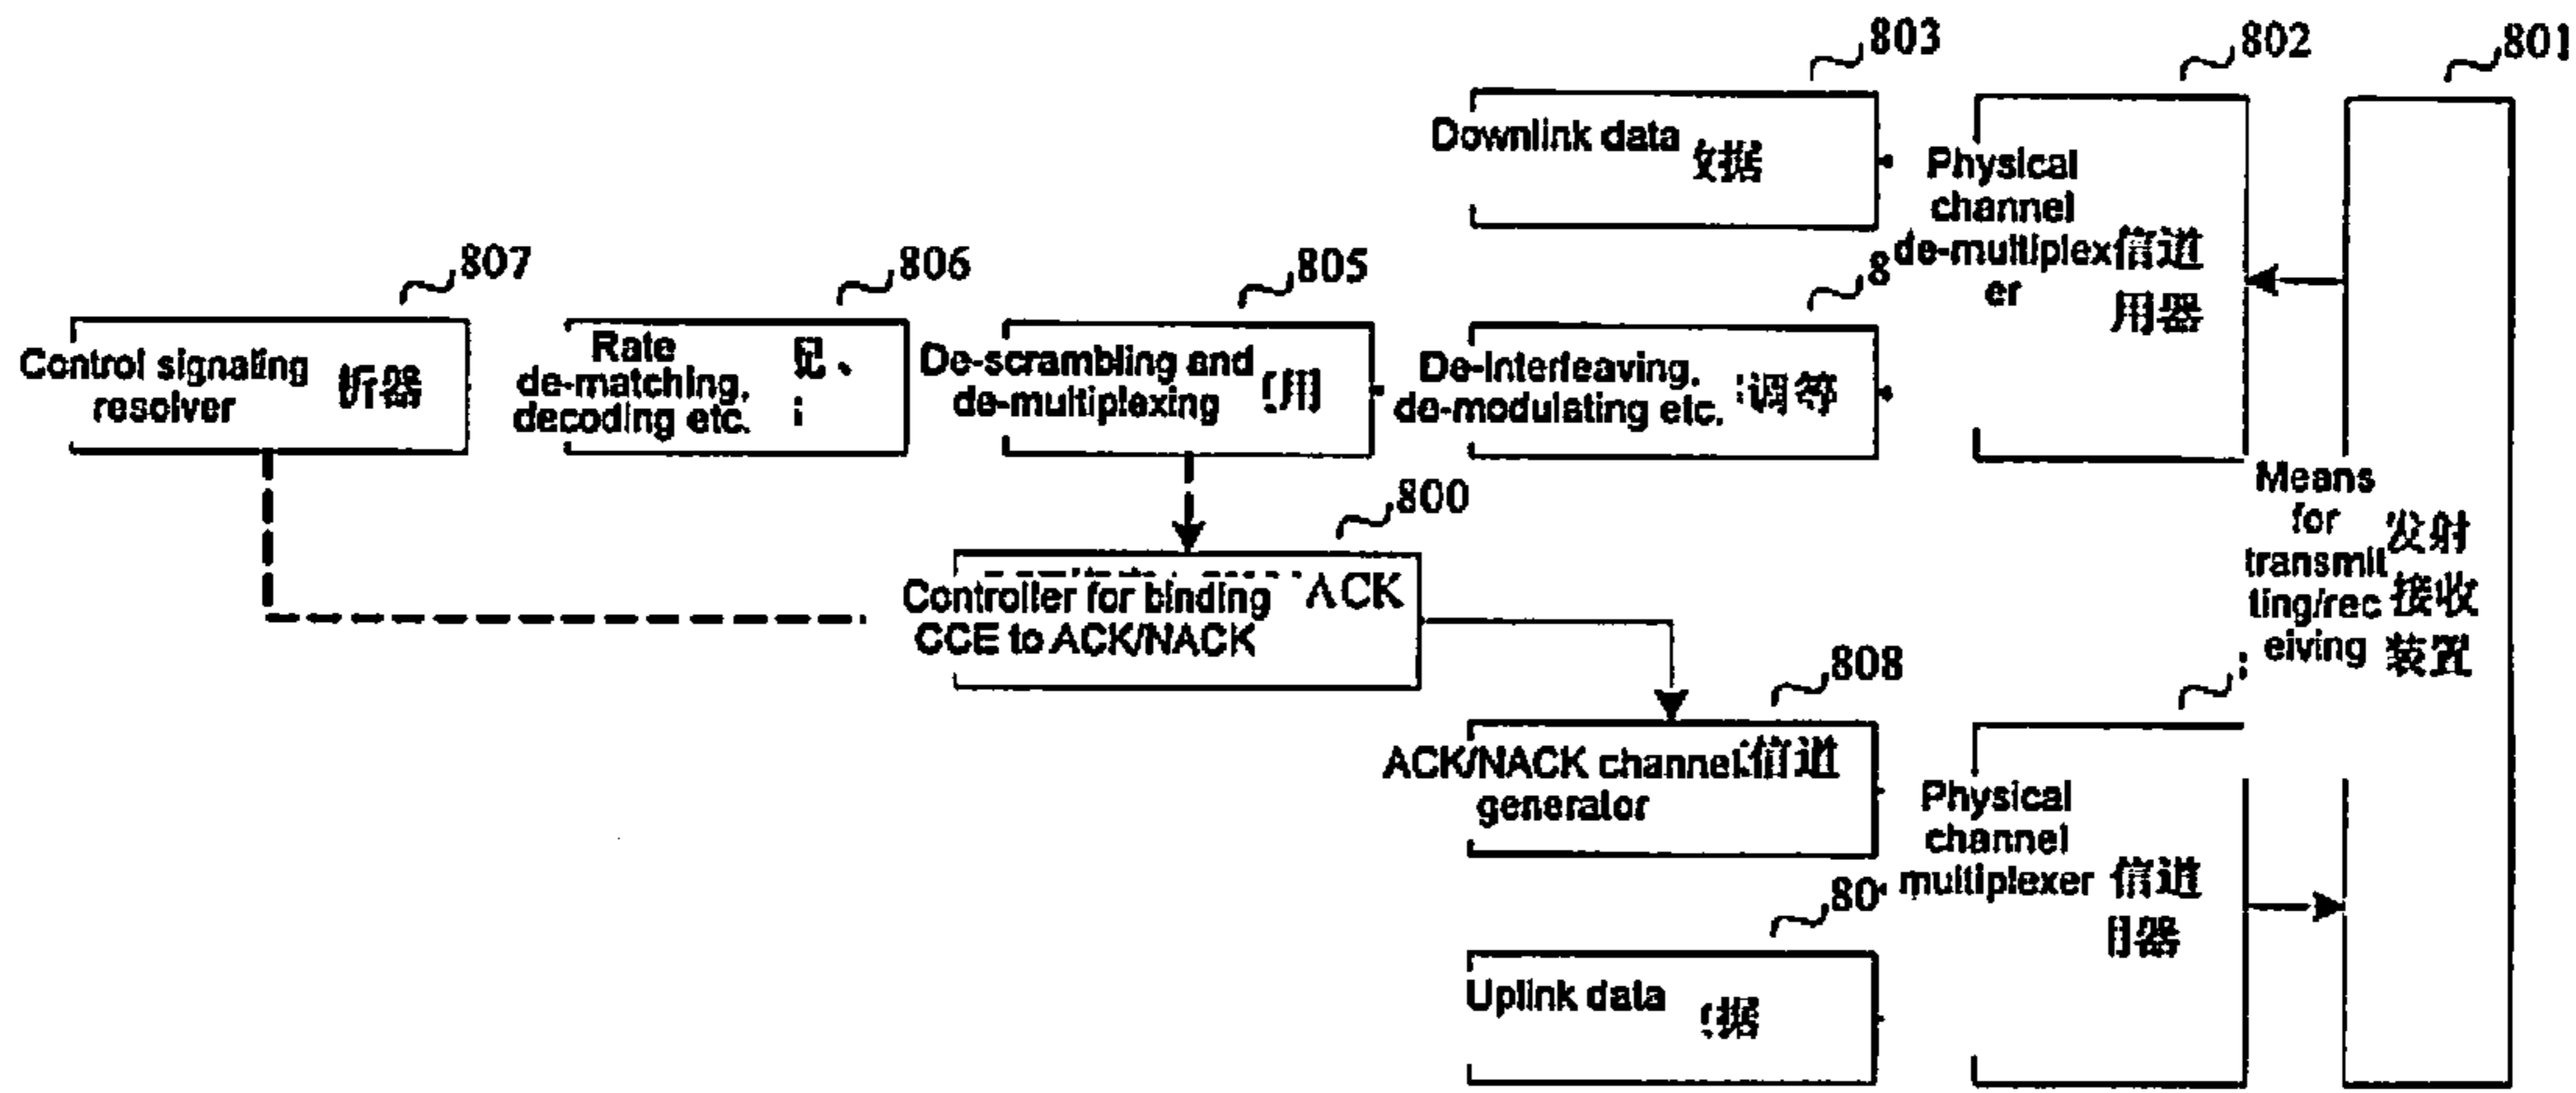 803
802
801
Downlink data
数据
Physical
channel
de-multiplex
er
信道
用器
807
806
805
8
Control signaling
resolver
析器
Rate
de-matching,
decoding etc.
De-scrambling and
de-multiplexing
用
De-interleaving,
de-modulating etc.
调等
800
Means
for
transmit
ting/rec
eiving
发射
接收
装置
Controller for binding
CCE to ACK/NACK
ACK
808
ACK/NACK channel
generator
信道
Physical
channel
multiplexer
信道
器
80
Uplink data
据